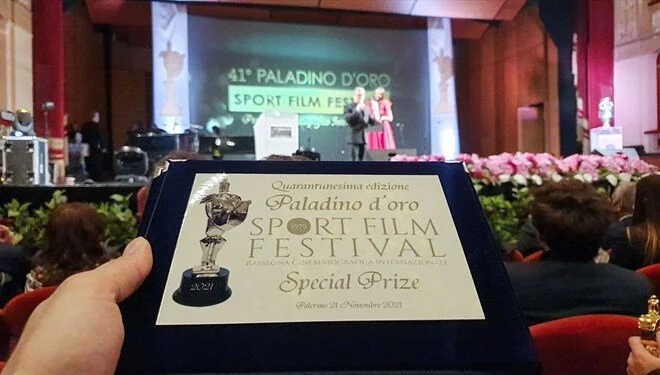 41° PALADINO D'ORO
SPORT FILM FESTIVAL
Quarantunesima edizione
Paladino d'oro
SPORT FILM
1979
FESTIVAL
RASSEGNA CINEMATOGRAFICA INTERNAZIONALE
Special Prize
2021
Palermo 21 Novembre 2021